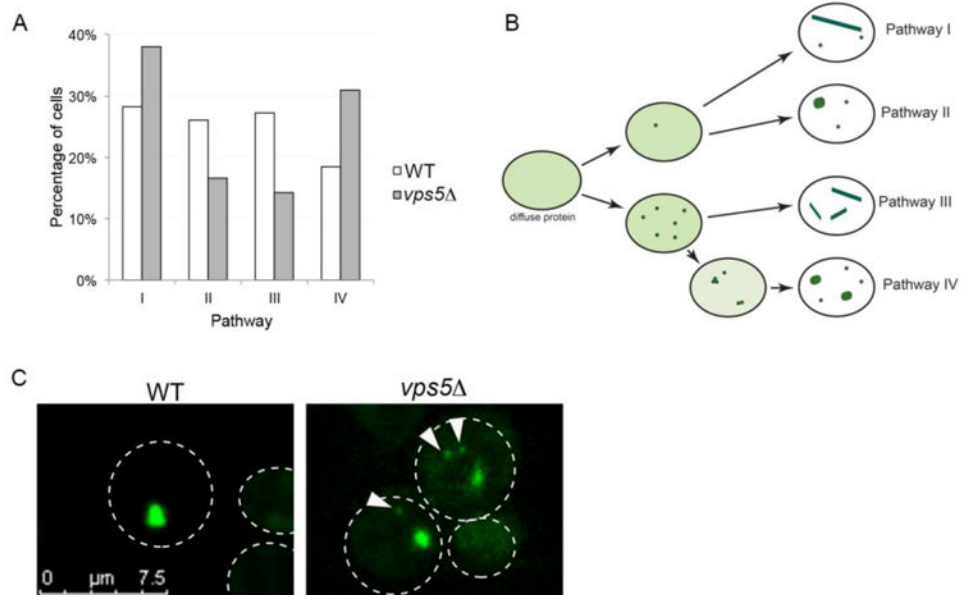 A
40%
30%
20%
10%
0%
Percentage of cells
I II III IV
Pathway
WT
vps5Δ
B
diffuse protein
Pathway I
Pathway II
Pathway III
Pathway IV
C
WT
vps5Δ
0 µm 7.5